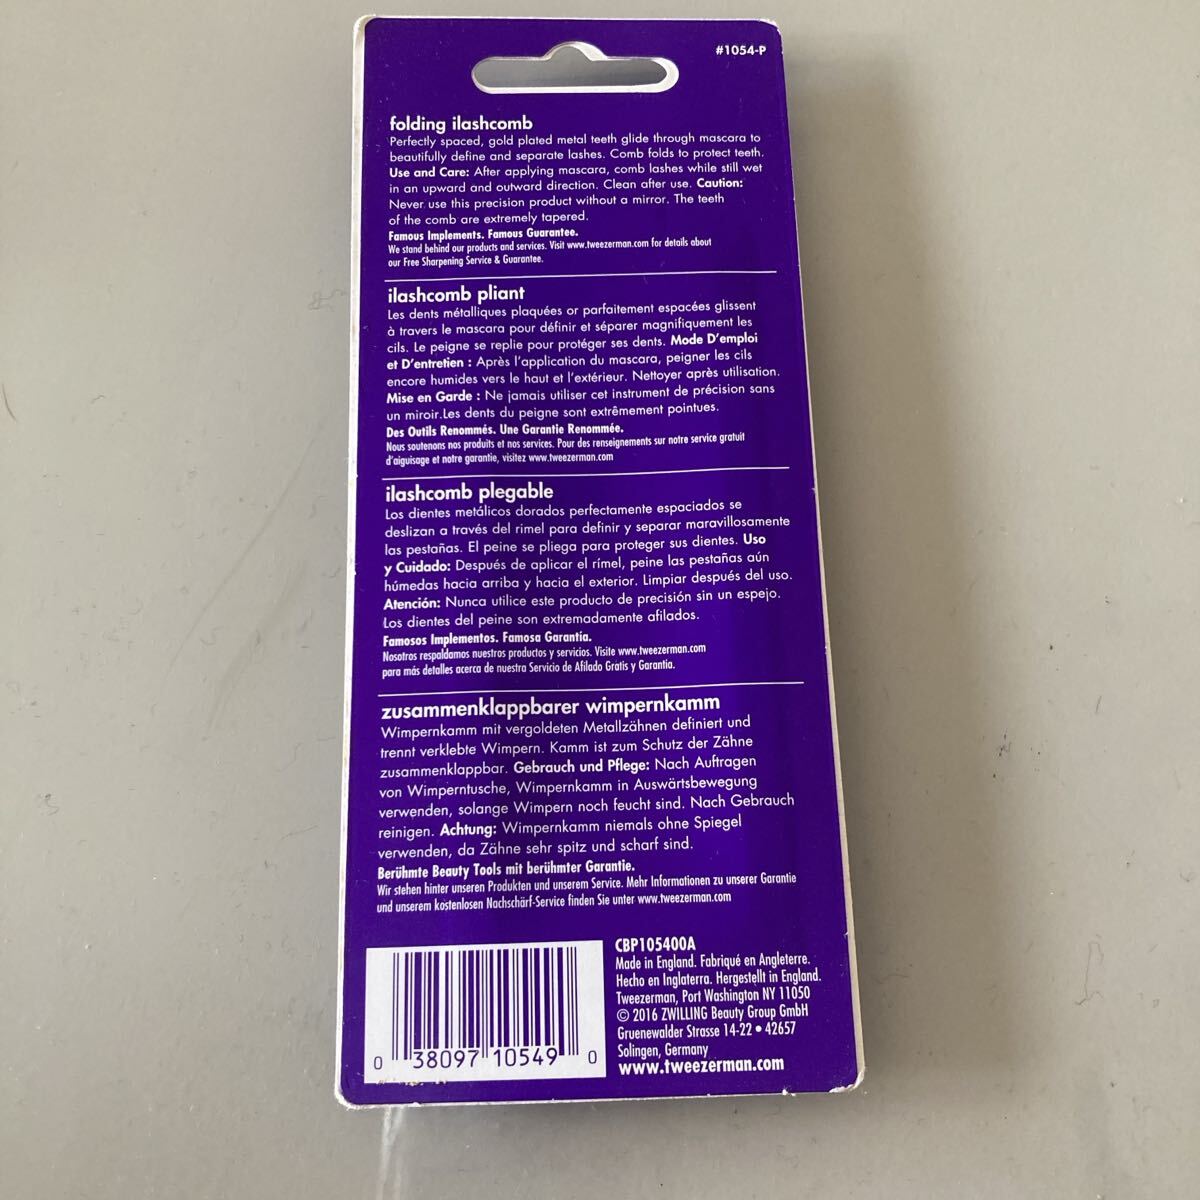 #1054-P
folding ilashcomb
Perfectly spaced, gold plated metal teeth glide through mascara to
beautifully define and separate lashes. Comb folds to protect teeth.
Use and Care: After applying mascara, comb lashes while still wet
in an upward and outward direction. Clean after use. Caution:
Never use this precision product without a mirror. The teeth
of the comb are extremely tapered.
Famous Implements. Famous Guarantee.
We stand behind our products and services. Visit www.tweezerman.com for details about
our Free Sharpening Service & Guarantee.
ilashcomb pliant
Les dents métalliques plaquées or parfaitement espacées glissent
à travers le mascara pour définir et séparer magnifiquement les
cils. Le peigne se replie pour protéger ses dents. Mode D'emploi
et D'entretien : Après l'application du mascara, peigner les cils
encore humides vers le haut et l'extérieur. Nettoyer après utilisation.
Mise en Garde : Ne jamais utiliser cet instrument de précision sans
un miroir.Les dents du peigne sont extrêmement pointues.
Des Outils Renommés. Une Garantie Renommée.
Nous soutenons nos produits et nos services. Pour des renseignements sur notre service gratuit
d'aiguisage et notre garantie, visitez www.tweezerman.com
ilashcomb plegable
Los dientes metálicos dorados perfectamente espaciados se
deslizan a través del rimel para definir y separar maravillosamente
las pestañas. El peine se pliega para proteger sus dientes. Uso
y Cuidado: Después de aplicar el rímel, peine las pestañas aún
húmedas hacia arriba y hacia el exterior. Limpiar después del uso.
Atención: Nunca utilice este producto de precisión sin un espejo.
Los dientes del peine son extremadamente afilados.
Famosos Implementos. Famosa Garantía.
Nosotros respaldamos nuestros productos y servicios. Visite www.tweezerman.com
para más detalles acerca de nuestra Servicio de Afilado Gratis y Garantia.
zusammenklappbarer wimpernkamm
Wimpernkamm mit vergoldeten Metallzähnen definiert und
trennt verklebte Wimpern. Kamm ist zum Schutz der Zähne
zusammenklappbar. Gebrauch und Pflege: Nach Auftragen
von Wimperntusche, Wimpernkamm in Auswärtsbewegung
verwenden, solange Wimpern noch feucht sind. Nach Gebrauch
reinigen. Achtung: Wimpernkamm niemals ohne Spiegel
verwenden, da Zähne sehr spitz und scharf sind.
Berühmte Beauty Tools mit berühmter Garantie.
Wir stehen hinter unseren Produkten und unserem Service. Mehr Informationen zu unserer Garantie
und unserem kostenlosen Nachschärf-Service finden Sie unter www.tweezerman.com
CBP105400A
Made in England. Fabriqué en Angleterre.
Hecho en Inglaterra. Hergestellt in England.
Tweezerman, Port Washington NY 11050
© 2016 ZWILLING Beauty Group GmbH
Gruenewalder Strasse 14-22 • 42657
Solingen, Germany
www.tweezerman.com
0 38097 10549 0